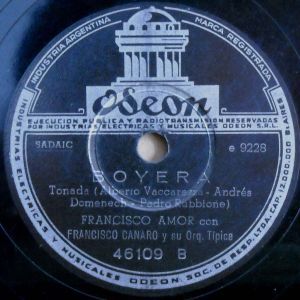 INDUSTRIA ARGENTINA
MARCA REGISTRADA
Odeon
EJECUCION PUBLICA Y RADIOTRANSMISION RESERVADAS
POR INDUSTRIAS ELECTRICAS Y MUSICALES ODEON S.R.L.
SADAIC
e 9228
BOYERA
Tonada (Alberto Vaccarezza - Andrés
Domenech - Pedro Rubbione)
FRANCISCO AMOR con
FRANCISCO CANARO y su Orq. Típica
46109 B
INDUSTRIAS ELECTRICAS Y MUSICALES ODEON. SOC. DE RESP. LTDA. CAP.